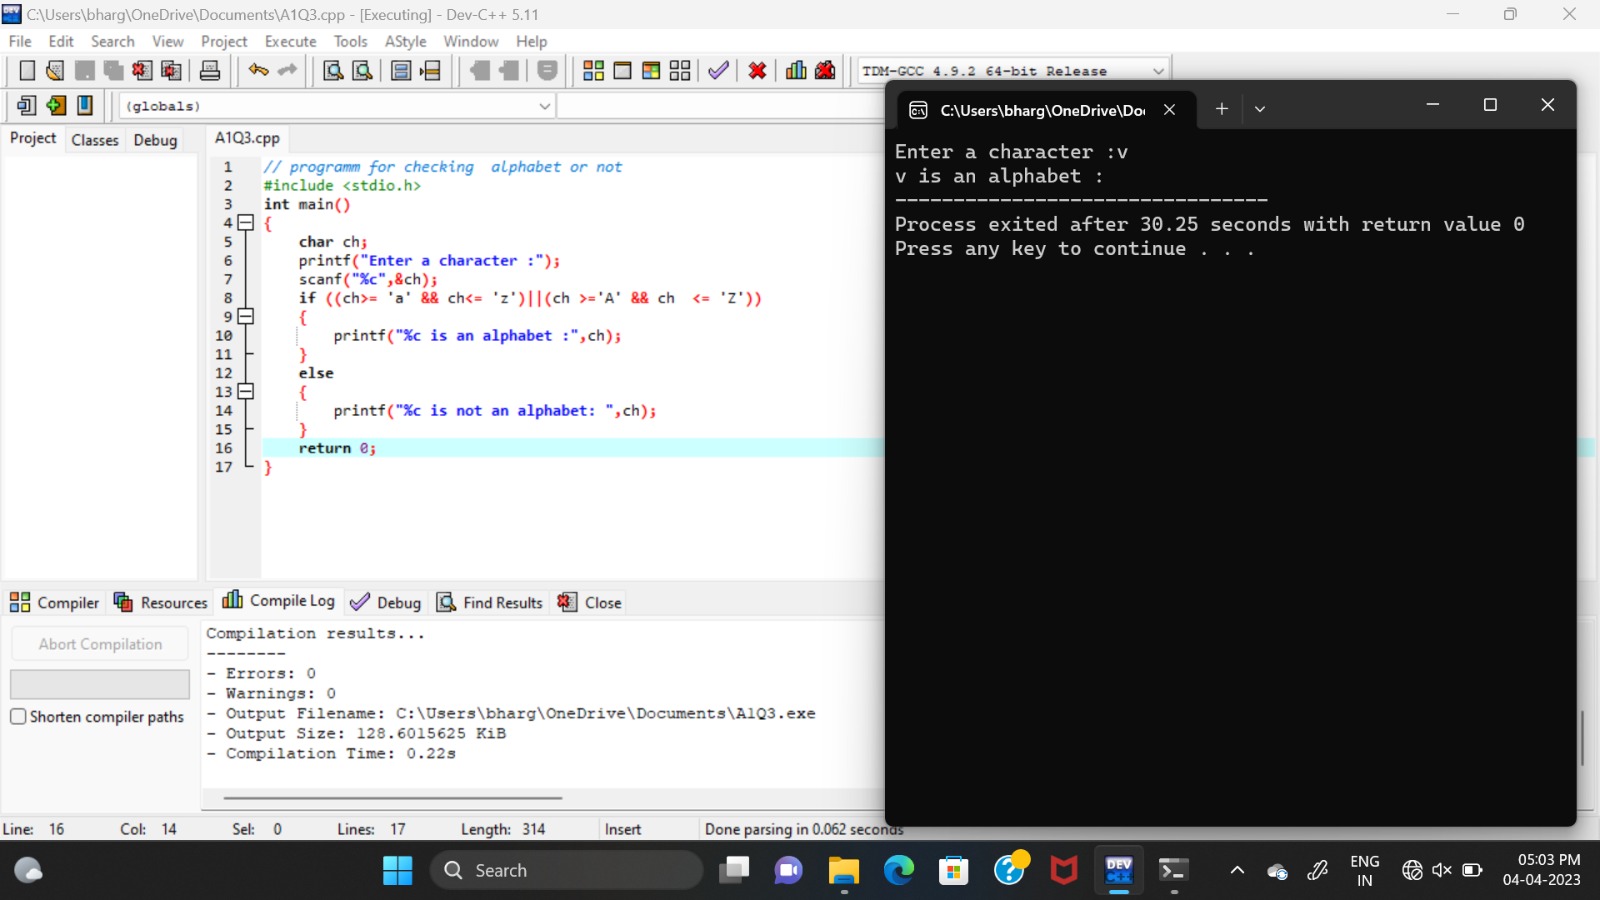 C:\Users\bharg\OneDrive\Documents\A1Q3.cpp - [Executing] - Dev-C++ 5.11
File Edit Search View Project Execute Tools AStyle Window Help
TDM-GCC 4.9.2 64-bit Release
(globals)
Project Classes Debug
A1Q3.cpp
1 // programm for checking  alphabet or not
2 #include <stdio.h>
3 int main()
4 {
5     char ch;
6     printf("Enter a character :");
7     scanf("%c",&ch);
8     if ((ch>= 'a' && ch<= 'z')||(ch >='A' && ch  <= 'Z'))
9     {
10         printf("%c is an alphabet :",ch);
11     }
12     else
13     {
14         printf("%c is not an alphabet: ",ch);
15     }
16     return 0;
17 }
C:\Users\bharg\OneDrive\Do
Enter a character :v
v is an alphabet :
--------------------------------
Process exited after 30.25 seconds with return value 0
Press any key to continue . . .
Compiler Resources Compile Log Debug Find Results Close
Abort Compilation
Shorten compiler paths
Compilation results...
--------
- Errors: 0
- Warnings: 0
- Output Filename: C:\Users\bharg\OneDrive\Documents\A1Q3.exe
- Output Size: 128.6015625 KiB
- Compilation Time: 0.22s
Line: 16 Col: 14 Sel: 0 Lines: 17 Length: 314 Insert Done parsing in 0.062 seconds
Search
DEV C++
ENG
IN
05:03 PM
04-04-2023